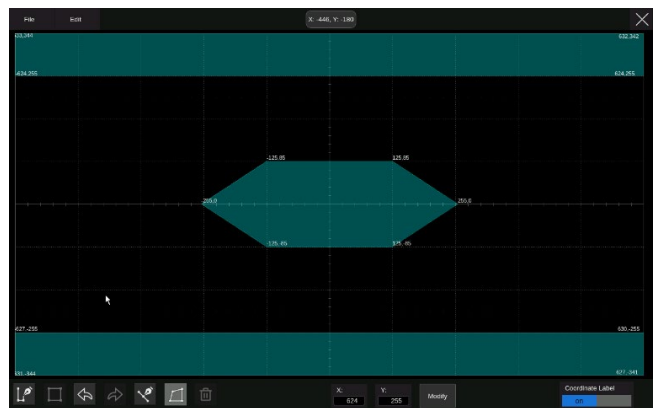 File Edit X: -446, Y: -189
632,342
-624,255 624,255
-125,85 125,85
-255,0 255,0
-125,-85 125,-85
-627,-255 630,-255
627,-341
X: Y: Coordinate Label
624 255 Modify on